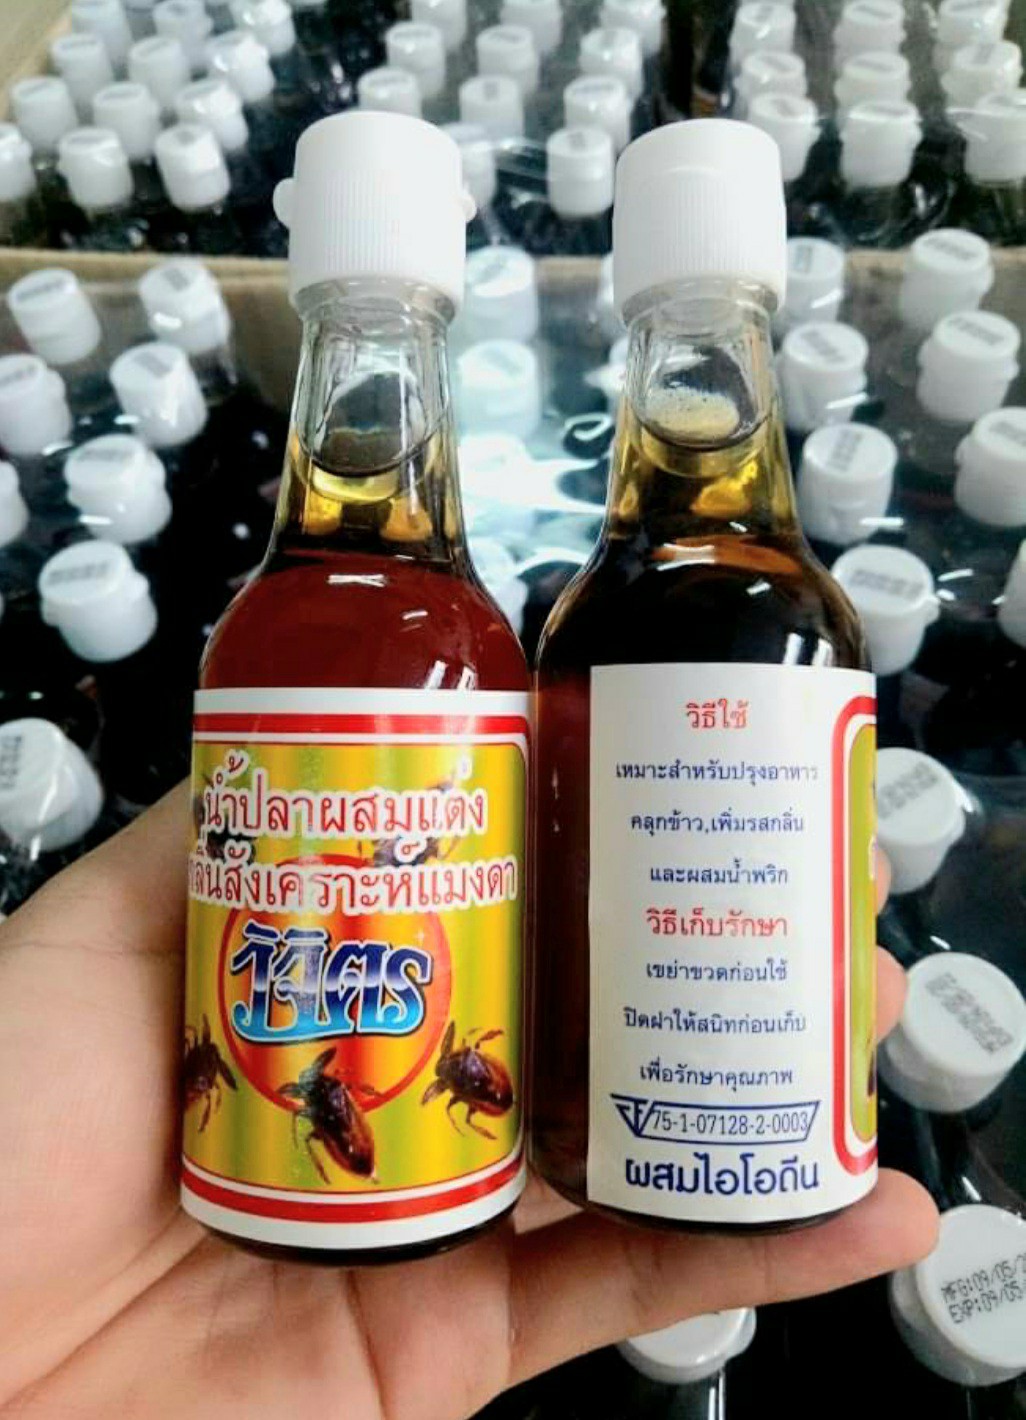 น้ำปลาผสมแต่ง
กลิ่นสังเคราะห์แมงดา
วิจิตร
วิธีใช้
เหมาะสำหรับปรุงอาหาร
คลุกข้าว,เพิ่มรสกลิ่น
และผสมน้ำพริก
วิธีเก็บรักษา
เขย่าขวดก่อนใช้
ปิดฝาให้สนิทก่อนเก็บ
เพื่อรักษาคุณภาพ
75-1-07128-2-0003
ผสมไอโอดีน
MFG:09/05/
EXP:09/05/